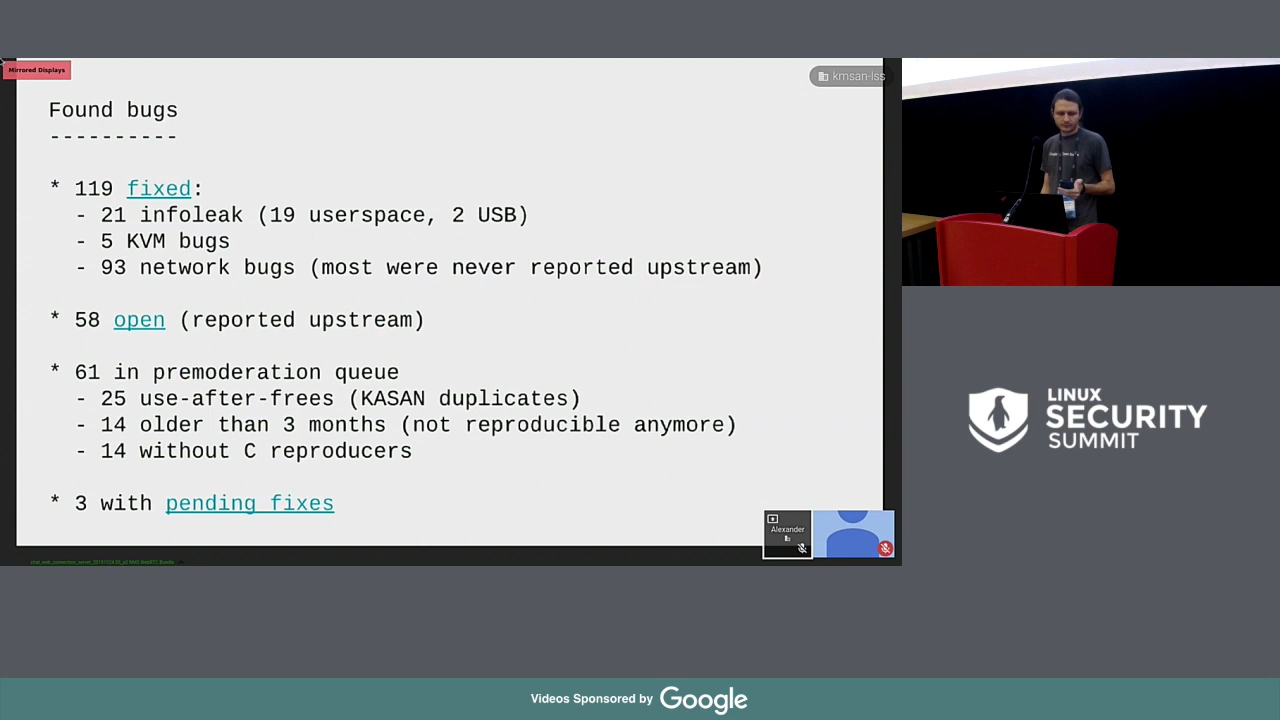 Mirrored Displays
kmsan-lss
Found bugs
----------
* 119 fixed:
- 21 infoleak (19 userspace, 2 USB)
- 5 KVM bugs
- 93 network bugs (most were never reported upstream)
* 58 open (reported upstream)
* 61 in premoderation queue
- 25 use-after-frees (KASAN duplicates)
- 14 older than 3 months (not reproducible anymore)
- 14 without C reproducers
* 3 with pending fixes
Alexander
LINUX
SECURITY
SUMMIT
Videos Sponsored by Google